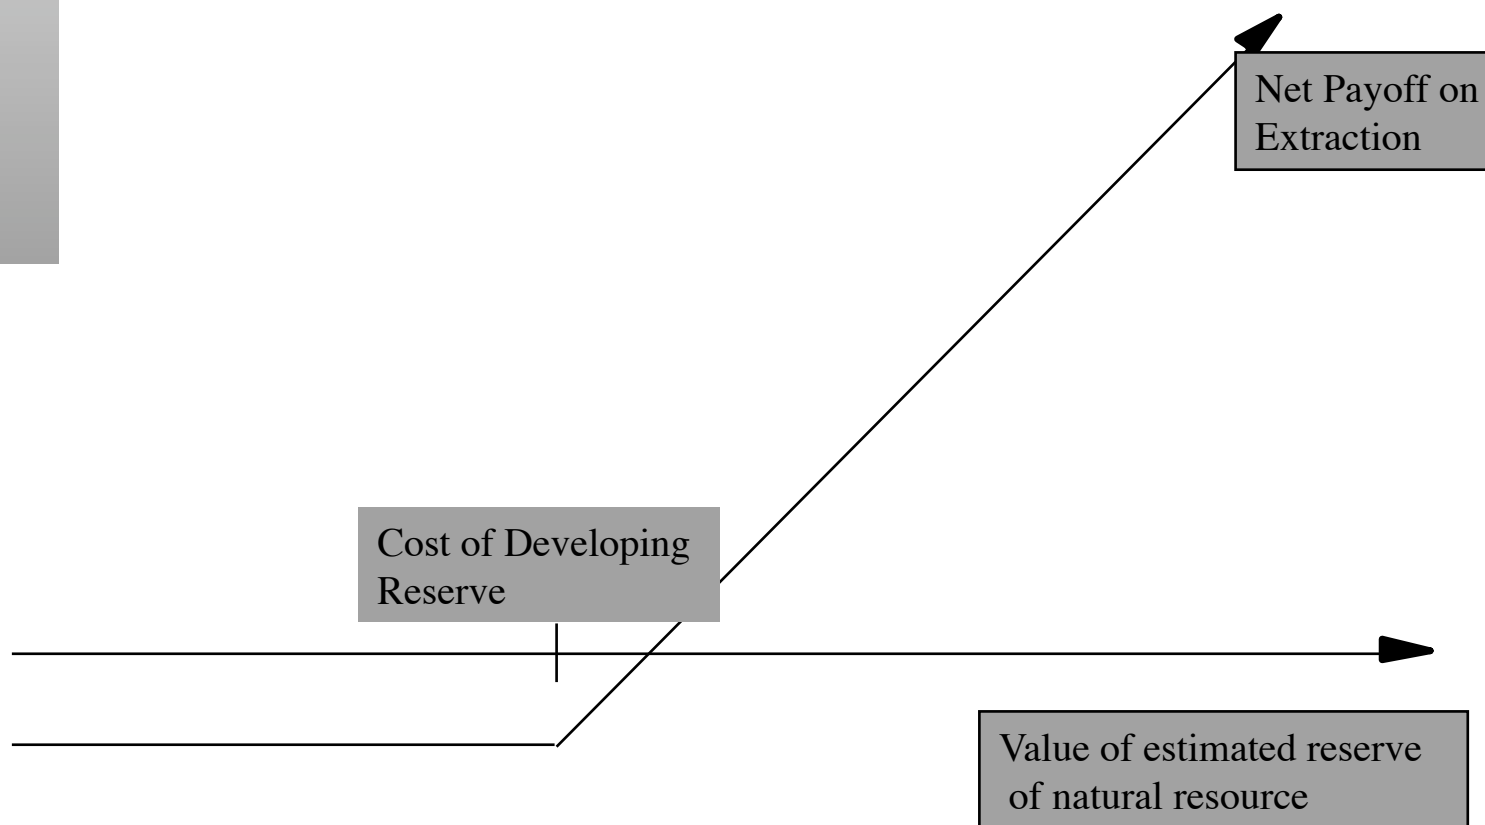 Net Payoff on
Extraction
Cost of Developing
Reserve
Value of estimated reserve
of natural resource